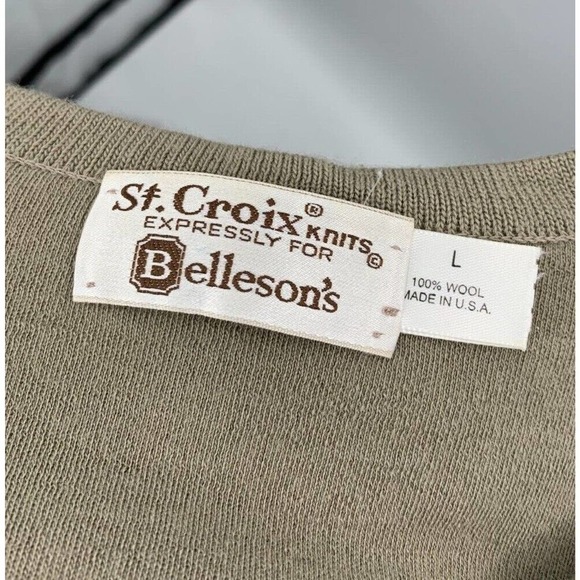 St. Croix® KNITS©
EXPRESSLY FOR
Belleson's
L
100% WOOL
MADE IN U.S.A.